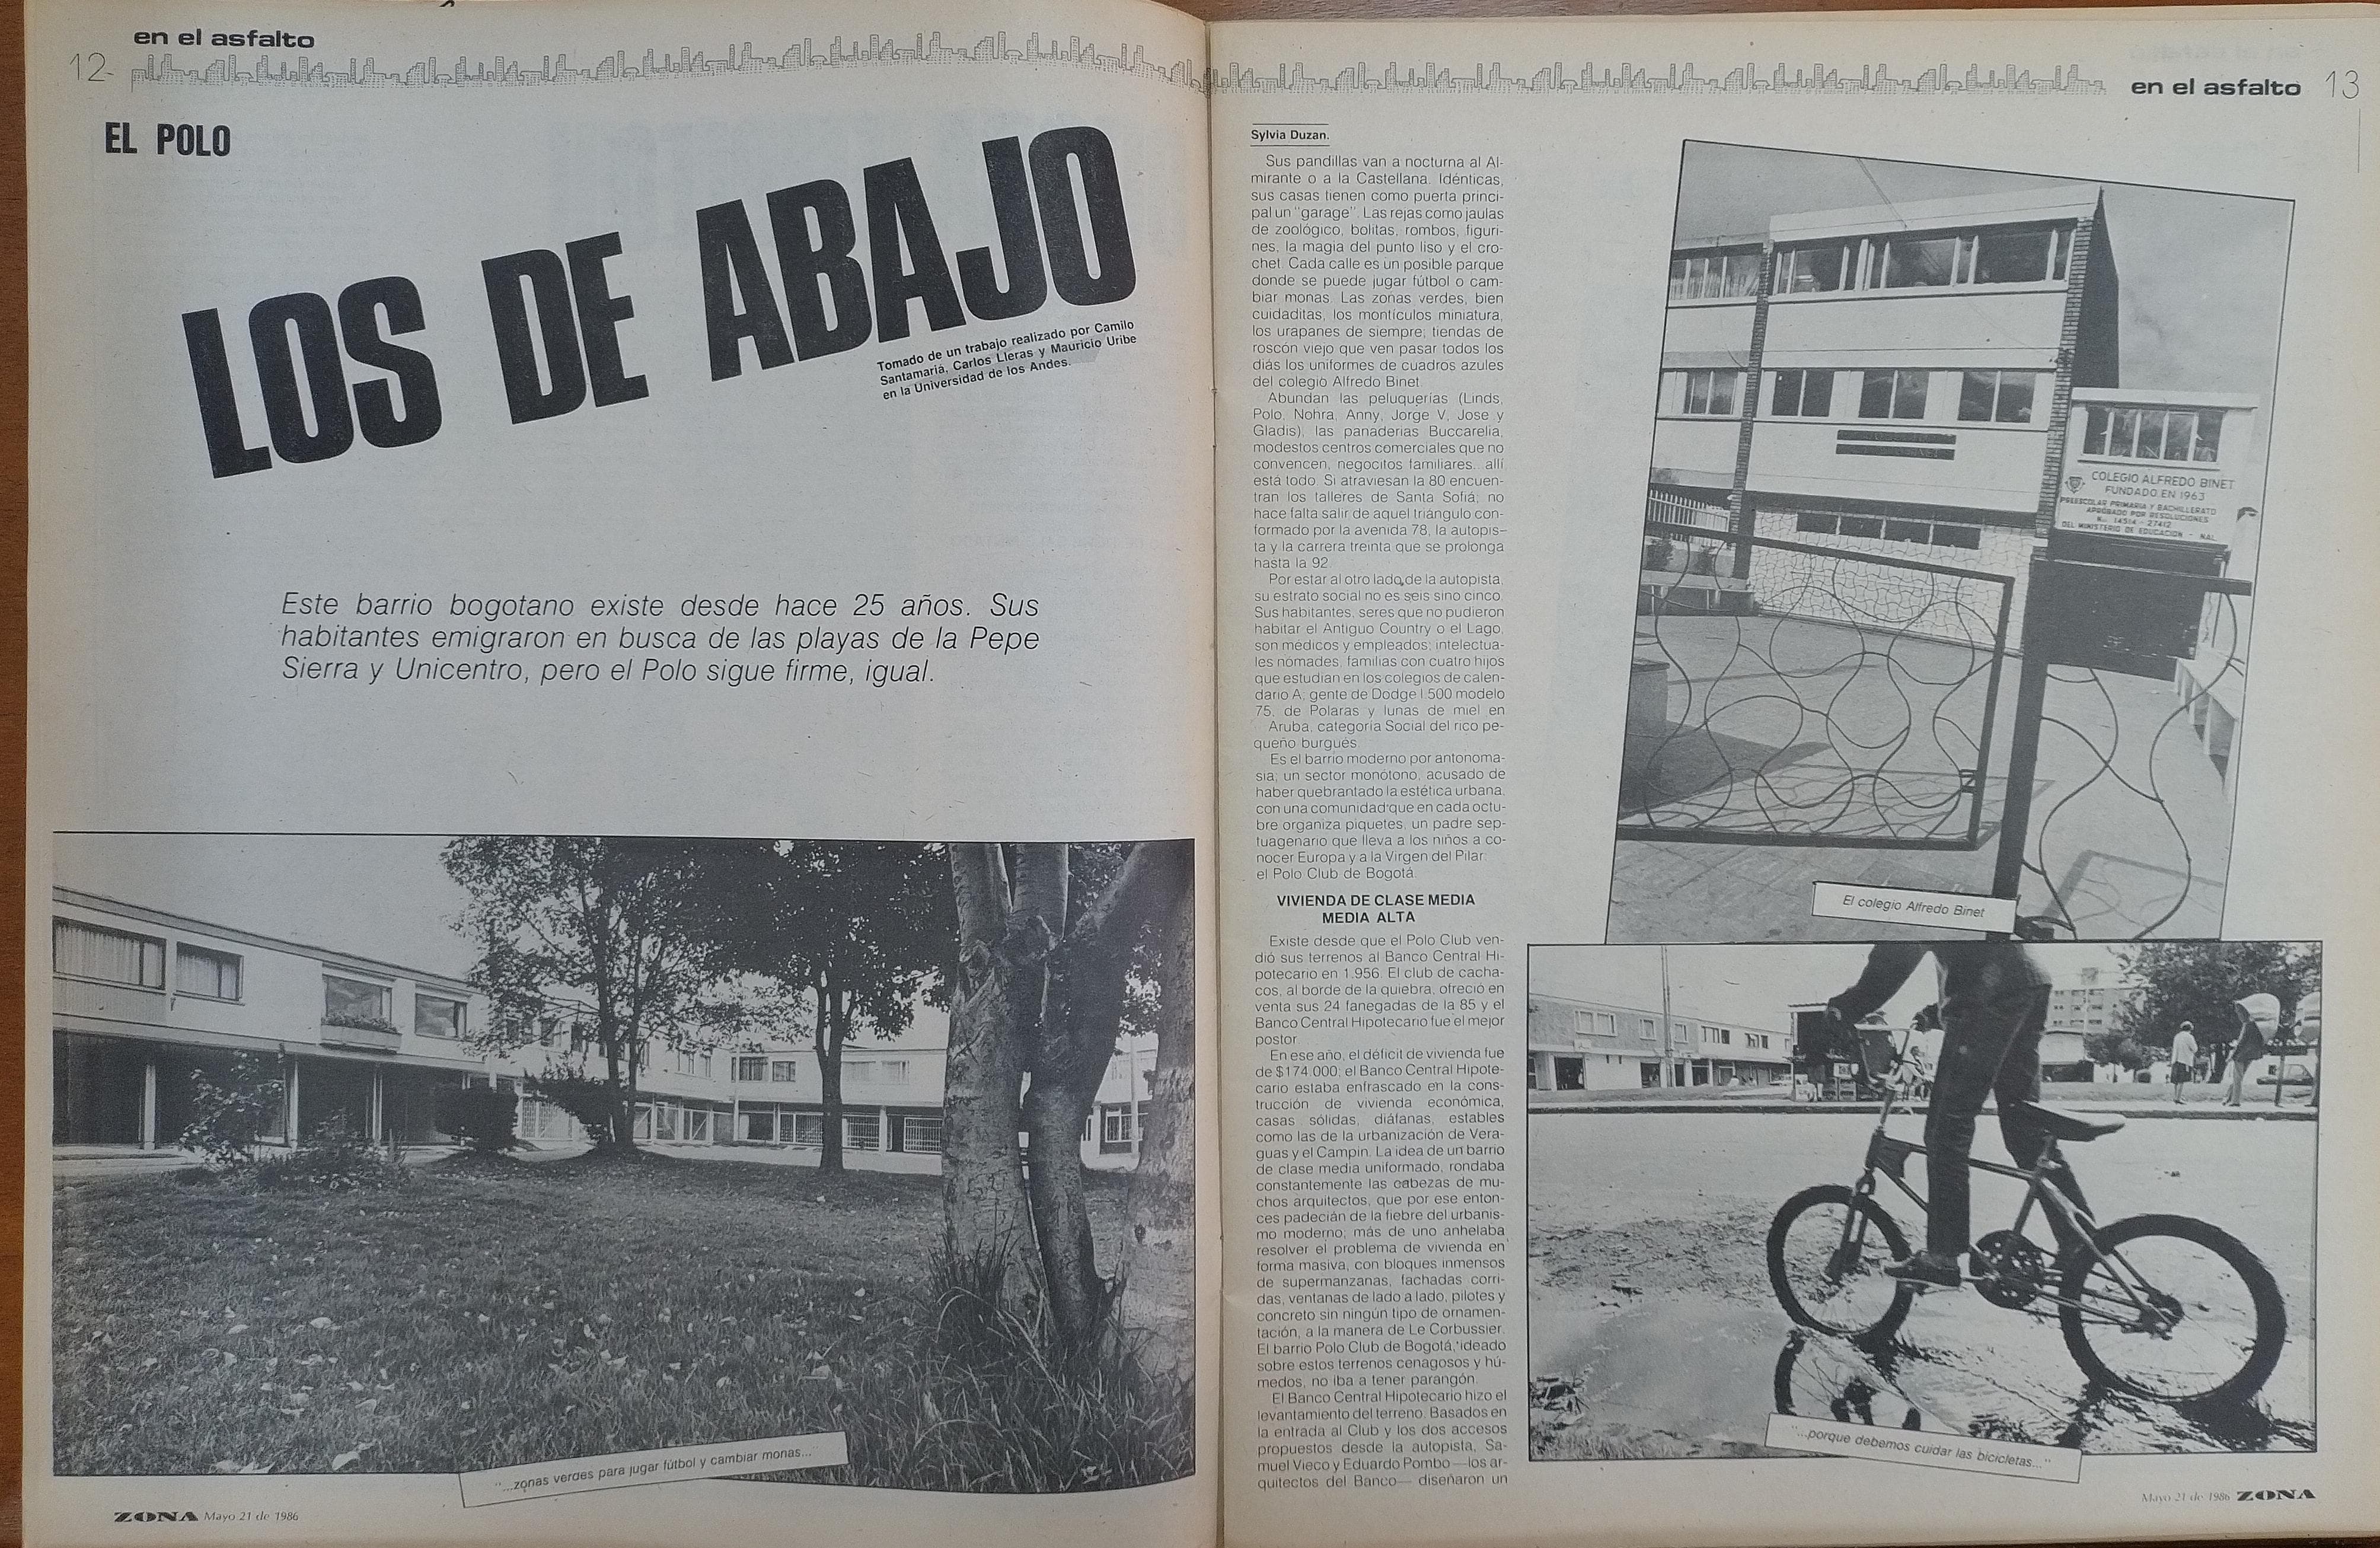 en el asfalto
12-
EL POLO
LOS DE ABAJO
Tomado de un trabajo realizado por Camilo
Santamariá, Carlos Lleras y Mauricio Uribe
en la Universidad de los Andes.
Este barrio bogotano existe desde hace 25 años. Sus
habitantes emigraron en busca de las playas de la Pepe
Sierra y Unicentro, pero el Polo sigue firme, igual.
"...zonas verdes para jugar fútbol y cambiar monas..."
ZONA Mayo 21 de 1986
en el asfalto 13
Sylvia Duzan.
Sus pandillas van a nocturna al Al-
mirante o a la Castellana. Idénticas,
sus casas tienen como puerta princi-
pal un "garage". Las rejas como jaulas
de zoológico, bolitas, rombos, figuri-
nes, la magia del punto liso y el cro-
chet. Cada calle es un posible parque
donde se puede jugar fútbol o cam-
biar monas. Las zonas verdes, bien
cuidaditas, los montículos miniatura,
los urapanes de siempre; tiendas de
roscón viejo que ven pasar todos los
diás los uniformes de cuadros azules
del colegio Alfredo Binet.
Abundan las peluquerías (Linds,
Polo, Nohra, Anny, Jorge V, Jose y
Gladis), las panaderias Buccarelia,
modestos centros comerciales que no
convencen, negocitos familiares... allí
está todo. Si atraviesan la 80 encuen-
tran los talleres de Santa Sofiá; no
hace falta salir de aquel triángulo con-
formado por la avenida 78, la autopis-
ta y la carrera treinta que se prolonga
hasta la 92.
Por estar al otro lado de la autopista,
su estrato social no es seis sino cinco.
Sus habitantes, seres que no pudieron
habitar el Antiguo Country o el Lago,
son médicos y empleados; intelectua-
les nómades, familias con cuatro hijos
que estudian en los colegios de calen-
dario A; gente de Dodge 1.500 modelo
75, de Polaras y lunas de miel en
Aruba, categoría Social del rico pe-
queño burgués.
Es el barrio moderno por antonoma-
sia; un sector monótono, acusado de
haber quebrantado la estética urbana,
con una comunidad que en cada octu-
bre organiza piquetes, un padre sep-
tuagenario que lleva a los niños a co-
nocer Europa y a la Virgen del Pilar:
el Polo Club de Bogotá.
VIVIENDA DE CLASE MEDIA
MEDIA ALTA
Existe desde que el Polo Club ven-
dió sus terrenos al Banco Central Hi-
potecario en 1.956. El club de cacha-
cos, al borde de la quiebra, ofreció en
venta sus 24 fanegadas de la 85 y el
Banco Central Hipotecario fue el mejor
postor.
En ese año, el déficit de vivienda fue
de $174.000; el Banco Central Hipote-
cario estaba enfrascado en la cons-
trucción de vivienda económica,
casas sólidas, diáfanas, estables
como las de la urbanización de Vera-
guas y el Campin. La idea de un barrio
de clase media uniformado, rondaba
constantemente las cabezas de mu-
chos arquitectos, que por ese enton-
ces padecián de la fiebre del urbanis-
mo moderno; más de uno anhelaba
resolver el problema de vivienda en
forma masiva, con bloques inmensos
de supermanzanas, fachadas corri-
das, ventanas de lado a lado, pilotes y
concreto sin ningún tipo de ornamen-
tación, a la manera de Le Corbussier.
El barrio Polo Club de Bogotá, ideado
sobre estos terrenos cenagosos y hú-
medos, no iba a tener parangón.
El Banco Central Hipotecario hizo el
levantamiento del terreno. Basados en
la entrada al Club y los dos accesos
propuestos desde la autopista, Sa-
muel Vieco y Eduardo Pombo —los ar-
quitectos del Banco— diseñaron un
COLEGIO ALFREDO BINET
FUNDADO EN 1963
PREESCOLAR PRIMARIA Y BACHILLERATO
APROBADO POR RESOLUCIONES
No. 14514 - 27412
DEL MINISTERIO DE EDUCACION - NAL.
El colegio Alfredo Binet
"...porque debemos cuidar las bicicletas..."
Mayo 21 de 1986 ZONA